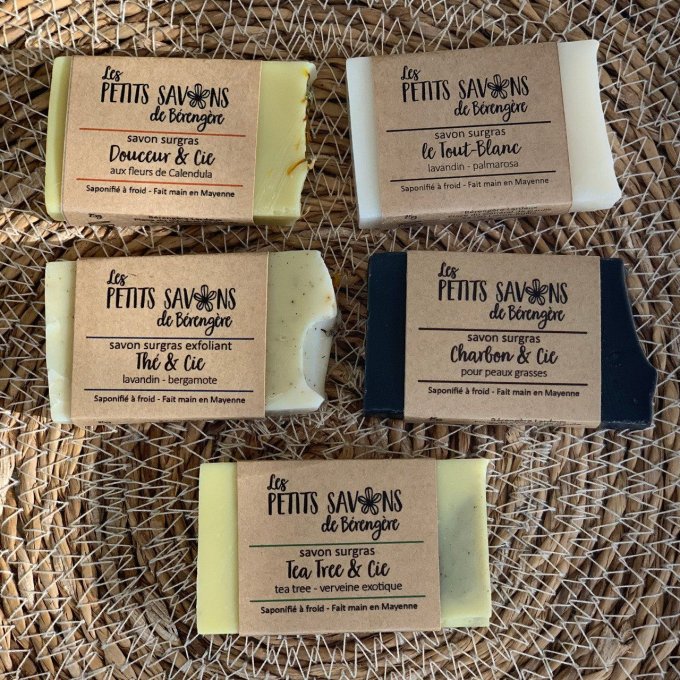 Les
PETITS SAVONS
de Bérengère
savon surgras
Douceur & Cie
aux fleurs de Calendula
Saponifié à froid - Fait main en Mayenne
Les
PETITS SAVONS
de Bérengère
savon surgras
le Tout-Blanc
lavandin - palmarosa
Saponifié à froid - Fait main en Mayenne
Les
PETITS SAVONS
de Bérengère
savon surgras exfoliant
Thé & Cie
lavandin - bergamote
Saponifié à froid - Fait main en Mayenne
Les
PETITS SAVONS
de Bérengère
savon surgras
Charbon & Cie
pour peaux grasses
Saponifié à froid - Fait main en Mayenne
Les
PETITS SAVONS
de Bérengère
savon surgras
Tea Tree & Cie
tea tree - verveine exotique
Saponifié à froid - Fait main en Mayenne